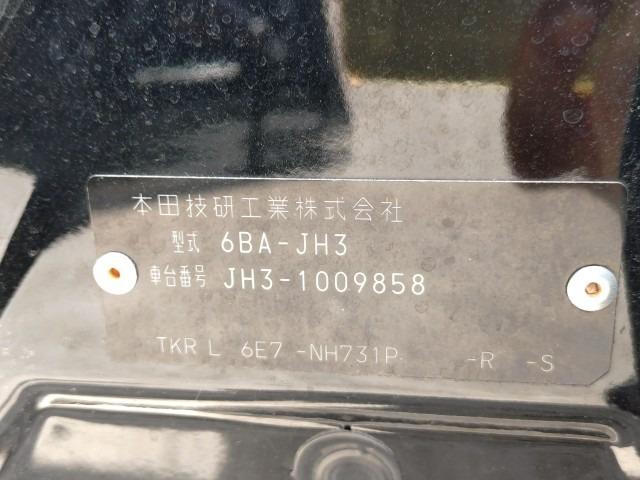 本田技研工業株式会社
型式 6BA-JH3
車台番号 JH3-1009858
TKR L 6E7 -NH731P -R -S